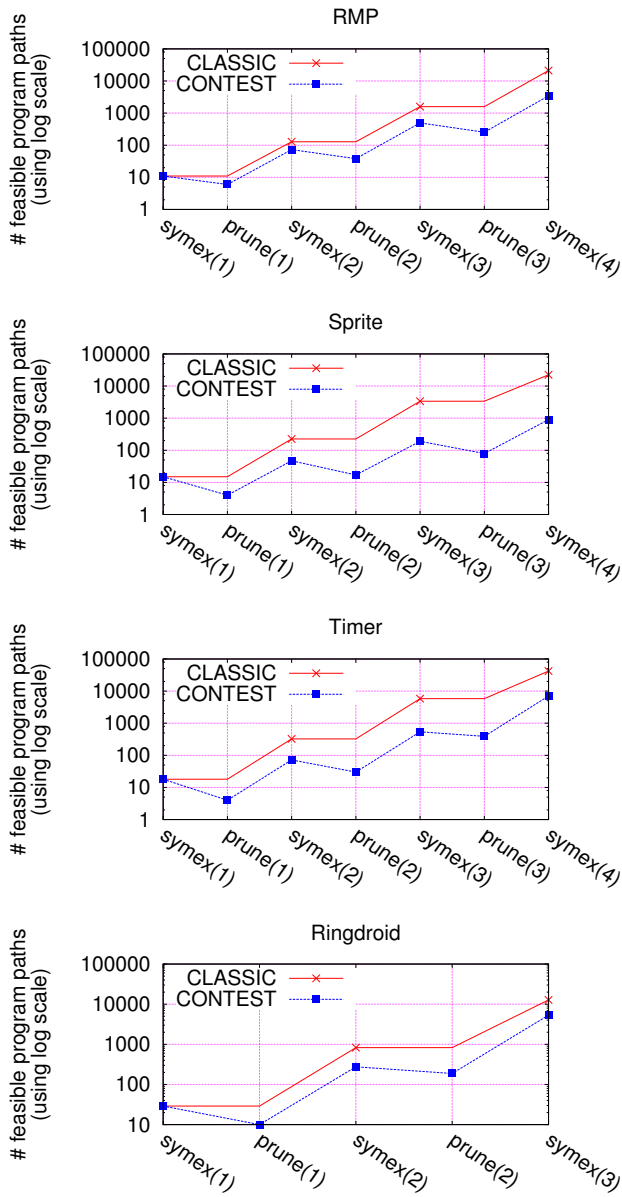 RMP
# feasible program paths
(using log scale)
100000
10000
1000
100
10
1
CLASSIC
CONTEST
symex(1)
prune(1)
symex(2)
prune(2)
symex(3)
prune(3)
symex(4)
Sprite
# feasible program paths
(using log scale)
100000
10000
1000
100
10
1
CLASSIC
CONTEST
symex(1)
prune(1)
symex(2)
prune(2)
symex(3)
prune(3)
symex(4)
Timer
# feasible program paths
(using log scale)
100000
10000
1000
100
10
1
CLASSIC
CONTEST
symex(1)
prune(1)
symex(2)
prune(2)
symex(3)
prune(3)
symex(4)
Ringdroid
# feasible program paths
(using log scale)
100000
10000
1000
100
10
CLASSIC
CONTEST
symex(1)
prune(1)
symex(2)
prune(2)
symex(3)